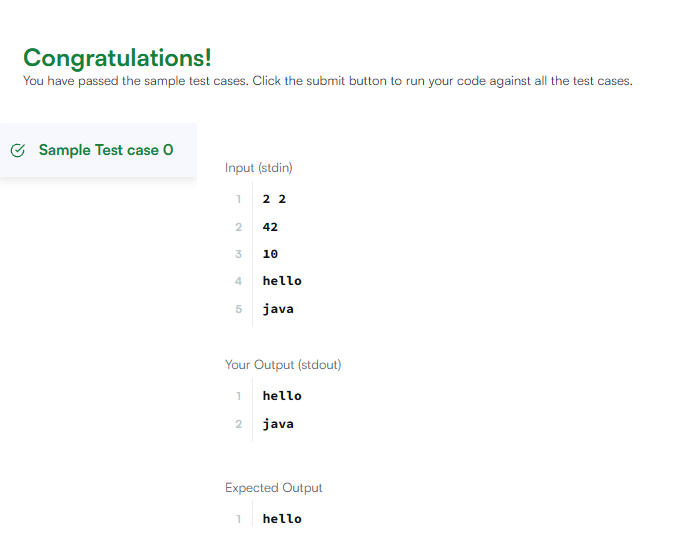 Congratulations!
You have passed the sample test cases. Click the submit button to run your code against all the test cases.
Sample Test case 0
Input (stdin)
1 2 2
2 42
3 10
4 hello
5 java
Your Output (stdout)
1 hello
2 java
Expected Output
1 hello